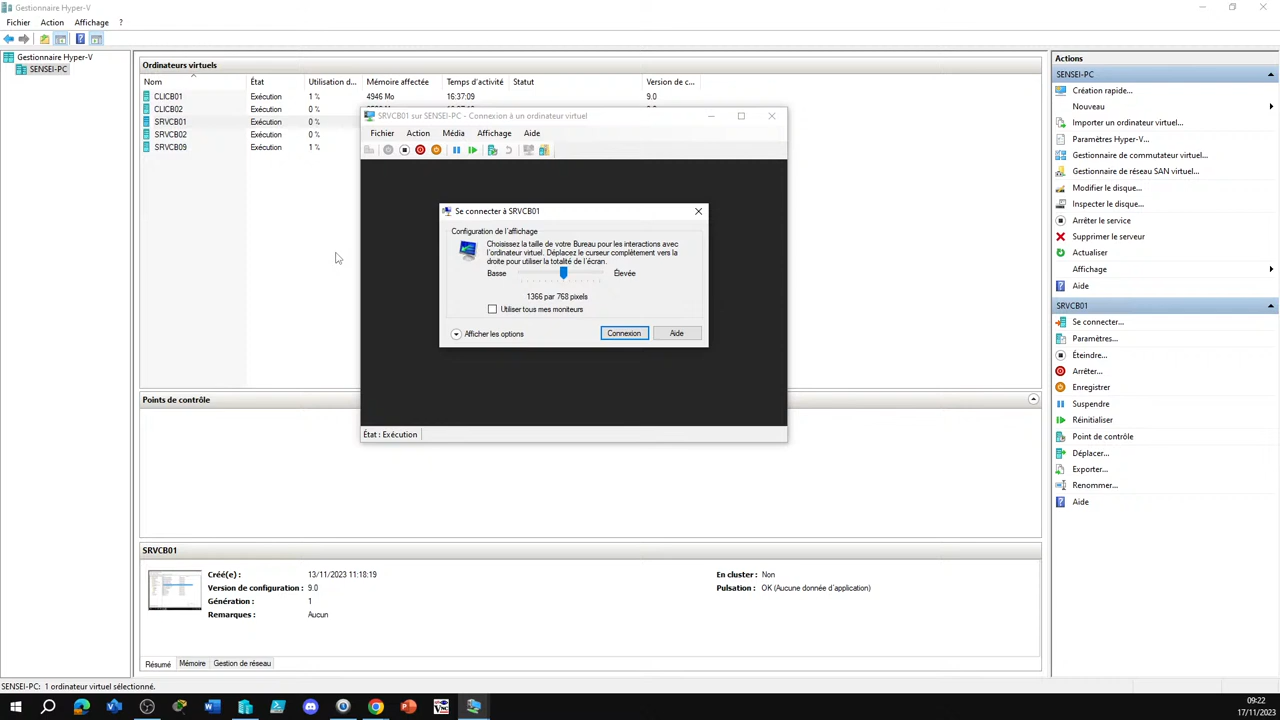 Gestionnaire Hyper-V
Fichier Action Affichage ?
Gestionnaire Hyper-V
SENSEI-PC
Ordinateurs virtuels
Nom État Utilisation d... Mémoire affectée Temps d'activité Statut Version de c...
CLICB01 Exécution 1 % 4946 Mo 16:37:09 9.0
CLICB02 Exécution 0 %
SRVCB01 Exécution 0 %
SRVCB02 Exécution 0 %
SRVCB09 Exécution 1 %
SRVCB01 sur SENSEI-PC - Connexion à un ordinateur virtuel
Fichier Action Média Affichage Aide
Se connecter à SRVCB01
Configuration de l'affichage
Choisissez la taille de votre Bureau pour les interactions avec
l'ordinateur virtuel. Déplacez le curseur complètement vers la
droite pour utiliser la totalité de l'écran.
Basse Élevée
1366 par 768 pixels
Utiliser tous mes moniteurs
Afficher les options Connexion Aide
État : Exécution
Points de contrôle
SRVCB01
Créé(e) : 13/11/2023 11:18:19
Version de configuration : 9.0
Génération : 1
Remarques : Aucun
En cluster : Non
Pulsation : OK (Aucune donnée d'application)
Résumé Mémoire Gestion de réseau
Actions
SENSEI-PC
Création rapide...
Nouveau
Importer un ordinateur virtuel...
Paramètres Hyper-V...
Gestionnaire de commutateur virtuel...
Gestionnaire de réseau SAN virtuel...
Modifier le disque...
Inspecter le disque...
Arrêter le service
Supprimer le serveur
Actualiser
Affichage
Aide
SRVCB01
Se connecter...
Paramètres...
Éteindre...
Arrêter...
Enregistrer
Suspendre
Réinitialiser
Point de contrôle
Déplacer...
Exporter...
Renommer...
Aide
SENSEI-PC: 1 ordinateur virtuel sélectionné.
09:22
17/11/2023